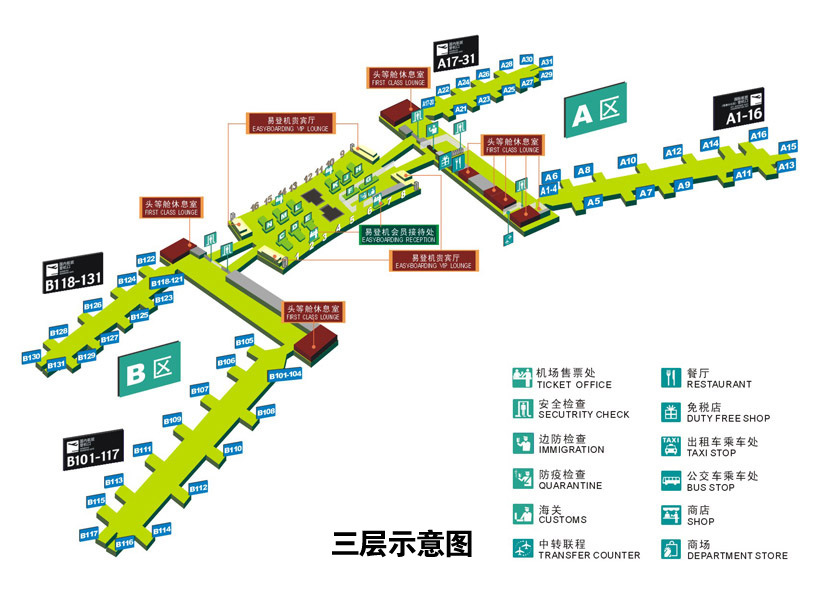 A17-31
A30
A31
A28
A29
A26
A27
A24
A25
A22
A23
A17-20
A21
头等舱休息室
FIRST CLASS LOUNGE
A 区
A1-16
A16
A15
A14
A13
A12
A11
A10
A9
A8
A7
A6
A1-4
A5
易登机贵宾厅
EASYBOARDING VIP LOUNGE
头等舱休息室
FIRST CLASS LOUNGE
头等舱休息室
FIRST CLASS LOUNGE
16 15 14 13 12 11 10 9
1 2 3 4 5 6 7 8
易登机会员接待处
EASYBOARDING RECEPTION
易登机贵宾厅
EASYBOARDING VIP LOUNGE
B118-131
B122
B118-121
B124
B123
B126
B125
B128
B127
B130
B131
B129
头等舱休息室
FIRST CLASS LOUNGE
B 区
B105
B106
B101-104
B107
B108
B109
B110
B111
B112
B113
B115
B114
B117
B116
B101-117
机场售票处
TICKET OFFICE
安全检查
SECUTRITY CHECK
边防检查
IMMIGRATION
防疫检查
QUARANTINE
海关
CUSTOMS
中转联程
TRANSFER COUNTER
餐厅
RESTAURANT
免税店
DUTY FREE SHOP
TAXI
出租车乘车处
TAXI STOP
公交车乘车处
BUS STOP
商店
SHOP
商场
DEPARTMENT STORE
三层示意图